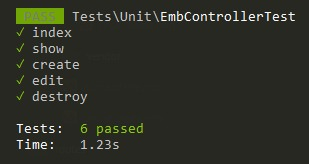 PASS Tests\Unit\EmbControllerTest
✓ index
✓ show
✓ create
✓ edit
✓ destroy
Tests: 6 passed
Time: 1.23s